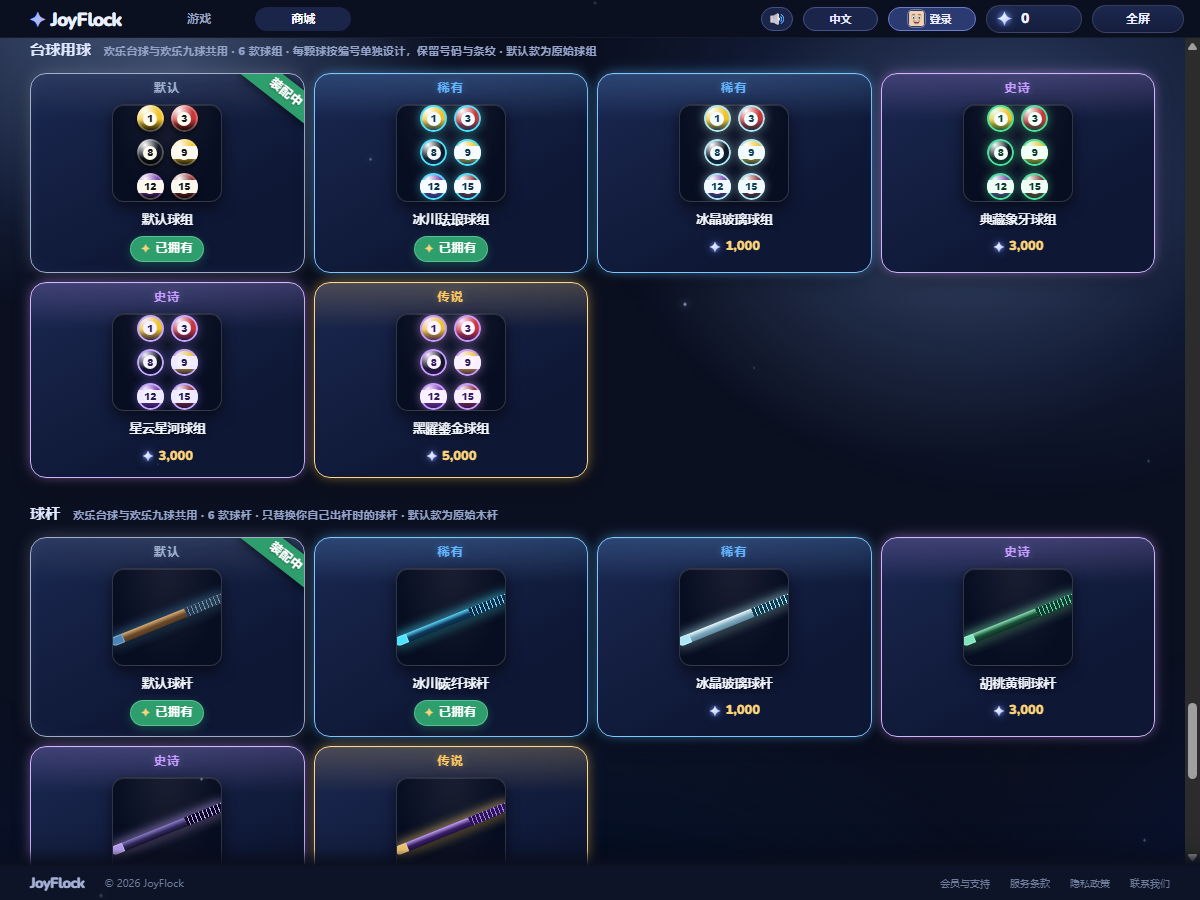 JoyFlock
游戏
商城
中文
登录
0
全屏
台球用球
欢乐台球与欢乐九球共用 · 6 款球组 · 每颗球按编号单独设计，保留号码与条纹 · 默认款为原始球组
默认
装配中
1 3
8 9
12 15
默认球组
已拥有
稀有
1 3
8 9
12 15
冰川珐琅球组
已拥有
稀有
1 3
8 9
12 15
冰晶玻璃球组
1,000
史诗
1 3
8 9
12 15
典藏象牙球组
3,000
史诗
1 3
8 9
12 15
星云星河球组
3,000
传说
1 3
8 9
12 15
黑曜鎏金球组
5,000
球杆
欢乐台球与欢乐九球共用 · 6 款球杆 · 只替换你自己出杆时的球杆 · 默认款为原始木杆
默认
装配中
默认球杆
已拥有
稀有
冰川碳纤球杆
已拥有
稀有
冰晶玻璃球杆
1,000
史诗
胡桃黄铜球杆
3,000
史诗
传说
JoyFlock
© 2026 JoyFlock
会员与支持
服务条款
隐私政策
联系我们